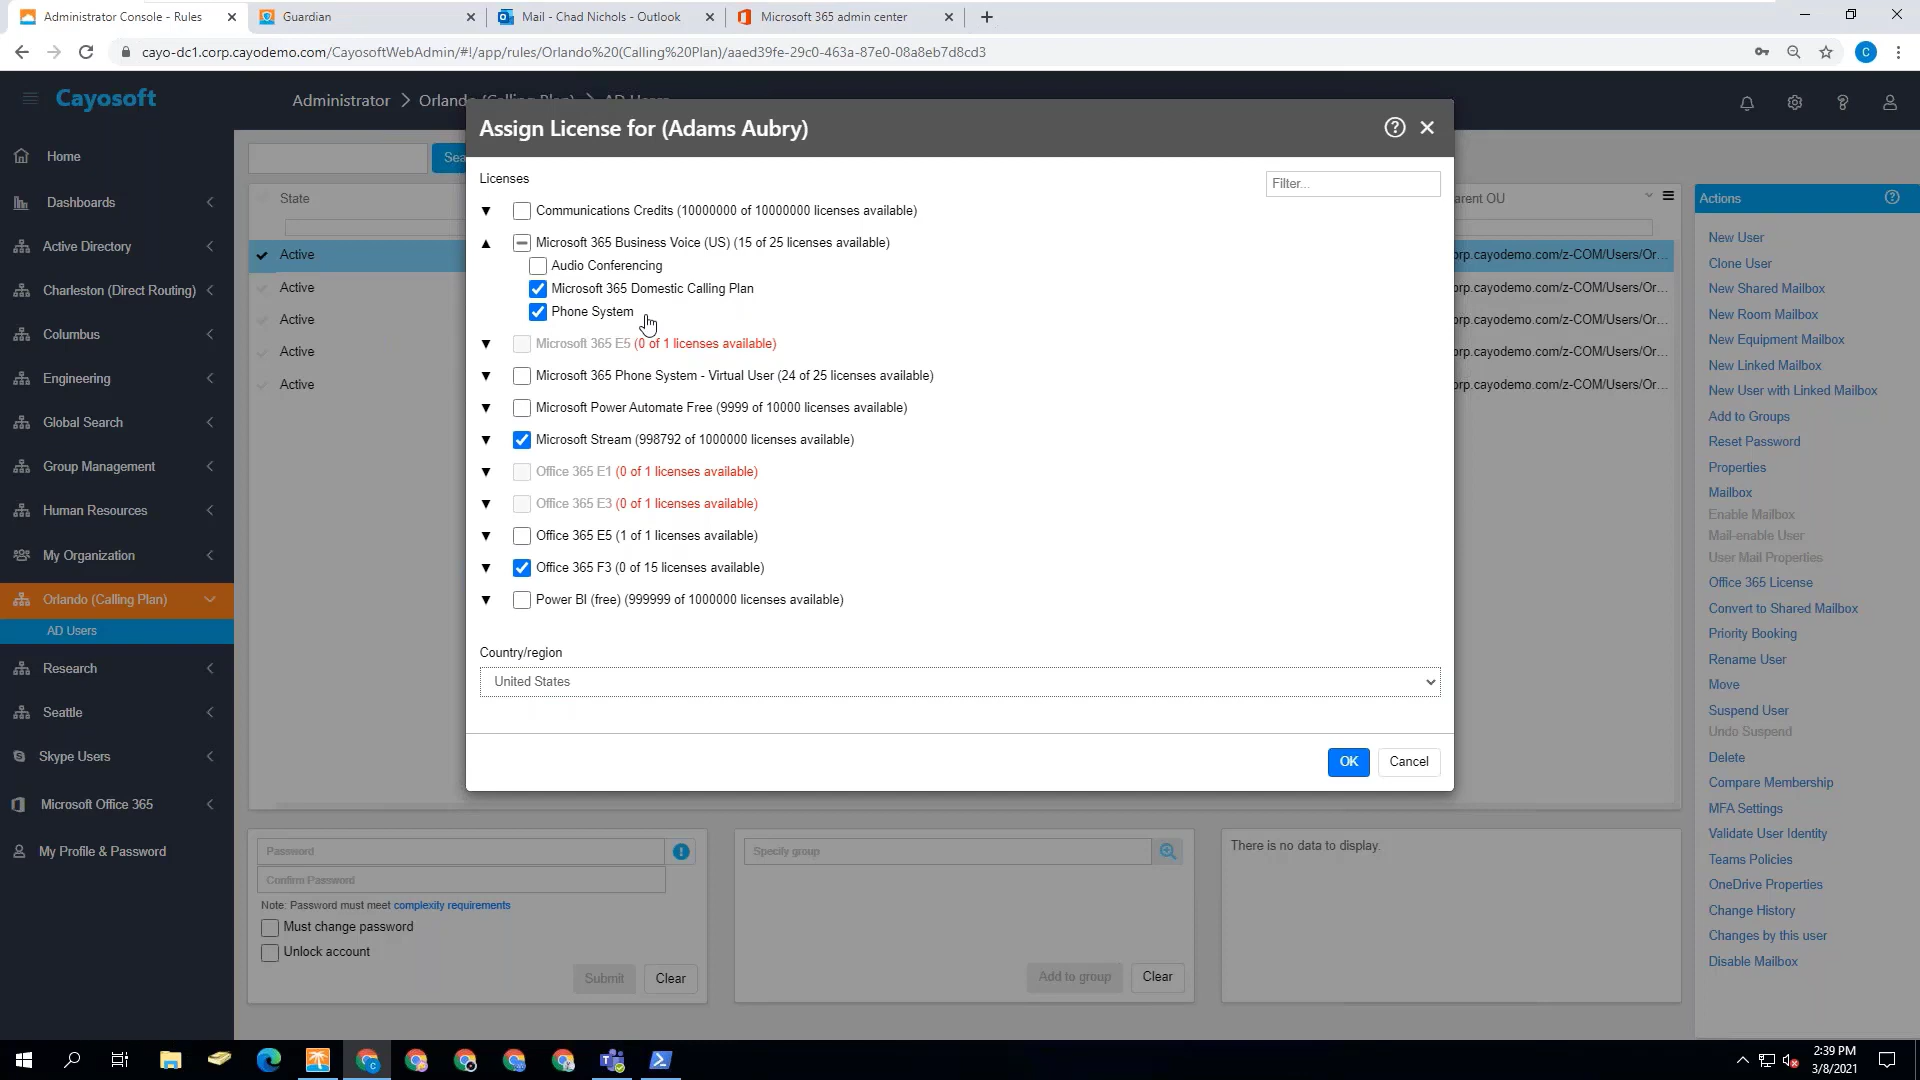 Administrator Console - Rules
Guardian
Mail - Chad Nichols - Outlook
Microsoft 365 admin center
cayo-dc1.corp.cayodemo.com/CayosoftWebAdmin/#!/app/rules/Orlando%20(Calling%20Plan)/aaed39fe-29c0-463a-87e0-08a8eb7d8cd3
C
Cayosoft
Administrator > Orlando (Calling Plan) > AD Users
Home
Dashboards
Active Directory
Charleston (Direct Routing)
Columbus
Engineering
Global Search
Group Management
Human Resources
My Organization
Orlando (Calling Plan)
AD Users
Research
Seattle
Skype Users
Microsoft Office 365
My Profile & Password
Sea
State
Active
Active
Active
Active
Active
Assign License for (Adams Aubry)
Licenses
Filter...
Communications Credits (10000000 of 10000000 licenses available)
Microsoft 365 Business Voice (US) (15 of 25 licenses available)
Audio Conferencing
Microsoft 365 Domestic Calling Plan
Phone System
Microsoft 365 E5 (0 of 1 licenses available)
Microsoft 365 Phone System - Virtual User (24 of 25 licenses available)
Microsoft Power Automate Free (9999 of 10000 licenses available)
Microsoft Stream (998792 of 1000000 licenses available)
Office 365 E1 (0 of 1 licenses available)
Office 365 E3 (0 of 1 licenses available)
Office 365 E5 (1 of 1 licenses available)
Office 365 F3 (0 of 15 licenses available)
Power BI (free) (999999 of 1000000 licenses available)
Country/region
United States
OK
Cancel
arent OU
orp.cayodemo.com/z-COM/Users/Or...
orp.cayodemo.com/z-COM/Users/Or...
orp.cayodemo.com/z-COM/Users/Or...
orp.cayodemo.com/z-COM/Users/Or...
orp.cayodemo.com/z-COM/Users/Or...
Actions
New User
Clone User
New Shared Mailbox
New Room Mailbox
New Equipment Mailbox
New Linked Mailbox
New User with Linked Mailbox
Add to Groups
Reset Password
Properties
Mailbox
Enable Mailbox
Mail-enable User
User Mail Properties
Office 365 License
Convert to Shared Mailbox
Priority Booking
Rename User
Move
Suspend User
Undo Suspend
Delete
Compare Membership
MFA Settings
Validate User Identity
Teams Policies
OneDrive Properties
Change History
Changes by this user
Disable Mailbox
Password
Confirm Password
Note: Password must meet complexity requirements
Must change password
Unlock account
Submit
Clear
Specify group
Add to group
Clear
There is no data to display.
2:39 PM
3/8/2021